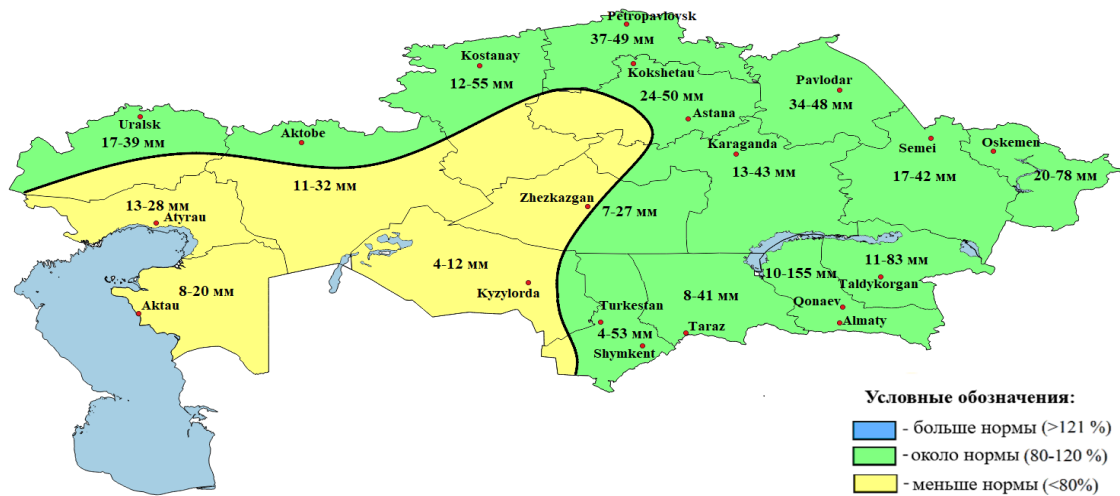 Petropavlovsk
37-49 мм
Kostanay
12-55 мм
Kokshetau
24-50 мм
Pavlodar
34-48 мм
Astana
Uralsk
17-39 мм
Aktobe
Karaganda
13-43 мм
Semei
17-42 мм
Oskemen
20-78 мм
11-32 мм
Zhezkazgan
7-27 мм
13-28 мм
Atyrau
4-12 мм
Kyzylorda
8-20 мм
Aktau
10-155 мм
11-83 мм
Taldykorgan
8-41 мм
Qonaev
Almaty
Turkestan
4-53 мм
Shymkent
Taraz
Условные обозначения:
- больше нормы (>121 %)
- около нормы (80-120 %)
- меньше нормы (<80%)